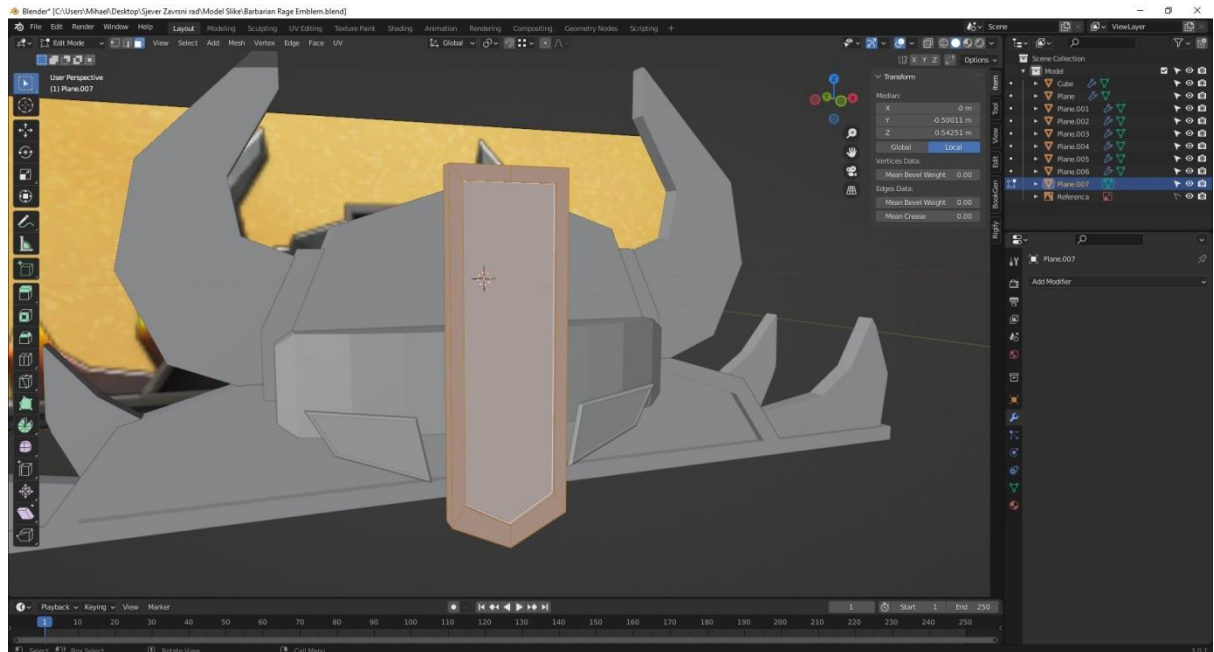 Blender* [C:\Users\Mihael\Desktop\Sjever Zavrsni rad\Model Slike\Barbarian Rage Emblem.blend]
File Edit Render Window Help Layout Modeling Sculpting UV Editing Texture Paint Shading Animation Rendering Compositing Geometry Nodes Scripting + Scene ViewLayer
Edit Mode View Select Add Mesh Vertex Edge Face UV Global
X Y Z Options
User Perspective
(1) Plane.007
Transform
Median:
X -0 m
Y -0.50011 m
Z 0.54251 m
Global Local
Vertices Data:
Mean Bevel Weight 0.00
Edges Data:
Mean Bevel Weight 0.00
Mean Crease 0.00
Item
Tool
View
Edit
BookGen
Rigify
Z
Scene Collection
Model
Cube
Plane
Plane.001
Plane.002
Plane.003
Plane.004
Plane.005
Plane.006
Plane.007
Referenca
Plane.007
Add Modifier
Playback Keying View Marker 1 Start 1 End 250
1 10 20 30 40 50 60 70 80 90 100 110 120 130 140 150 160 170 180 190 200 210 220 230 240 250
Select Box Select Rotate View Call Menu 3.0.1